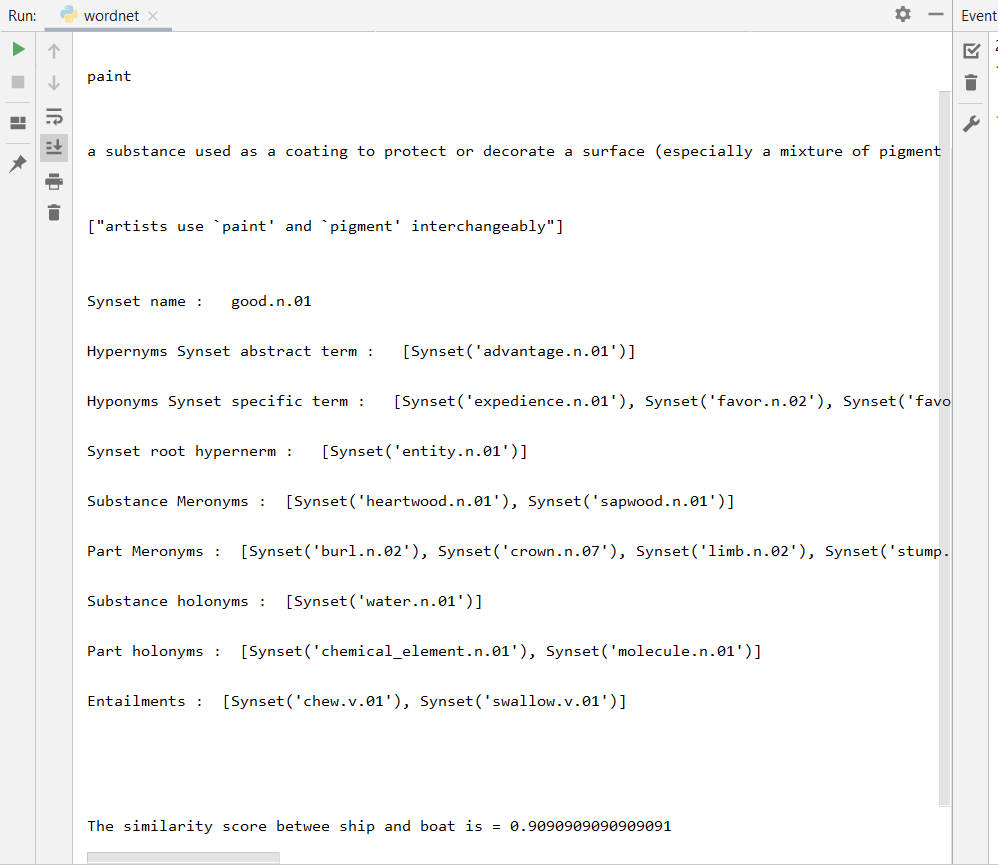 Run: wordnet Event
paint
a substance used as a coating to protect or decorate a surface (especially a mixture of pigment
["artists use `paint' and `pigment' interchangeably"]
Synset name :   good.n.01
Hypernyms Synset abstract term :   [Synset('advantage.n.01')]
Hyponyms Synset specific term :   [Synset('expedience.n.01'), Synset('favor.n.02'), Synset('favo
Synset root hypernerm :   [Synset('entity.n.01')]
Substance Meronyms :  [Synset('heartwood.n.01'), Synset('sapwood.n.01')]
Part Meronyms :  [Synset('burl.n.02'), Synset('crown.n.07'), Synset('limb.n.02'), Synset('stump.
Substance holonyms :  [Synset('water.n.01')]
Part holonyms :  [Synset('chemical_element.n.01'), Synset('molecule.n.01')]
Entailments :  [Synset('chew.v.01'), Synset('swallow.v.01')]
The similarity score betwee ship and boat is = 0.9090909090909091